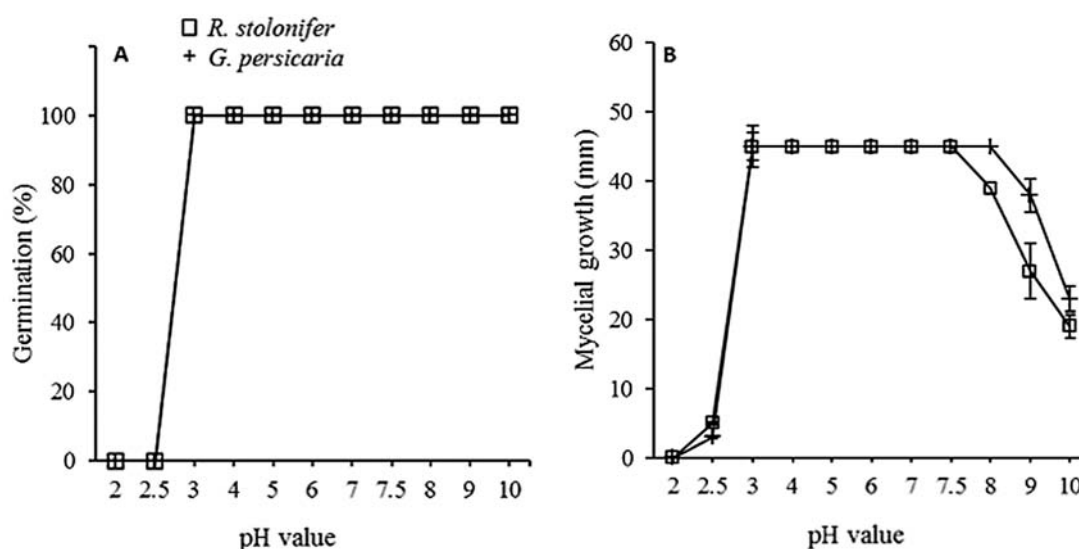 A
R. stolonifer
G. persicaria
Germination (%)
100
80
60
40
20
0
2 2.5 3 4 5 6 7 7.5 8 9 10
pH value
B
Mycelial growth (mm)
60
50
40
30
20
10
0
2 2.5 3 4 5 6 7 7.5 8 9 10
pH value